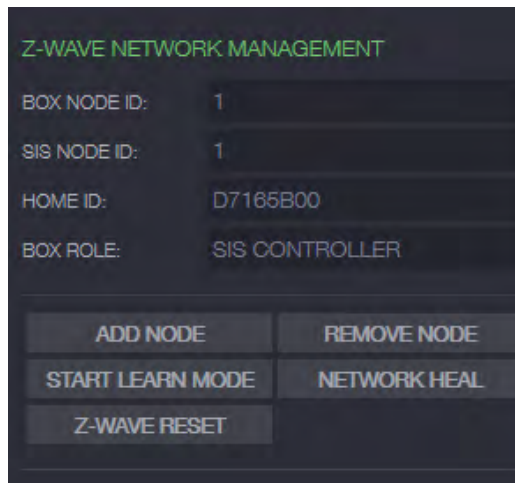 Z-WAVE NETWORK MANAGEMENT
BOX NODE ID: 1
SIS NODE ID: 1
HOME ID: D7165B00
BOX ROLE: SIS CONTROLLER
ADD NODE REMOVE NODE
START LEARN MODE NETWORK HEAL
Z-WAVE RESET